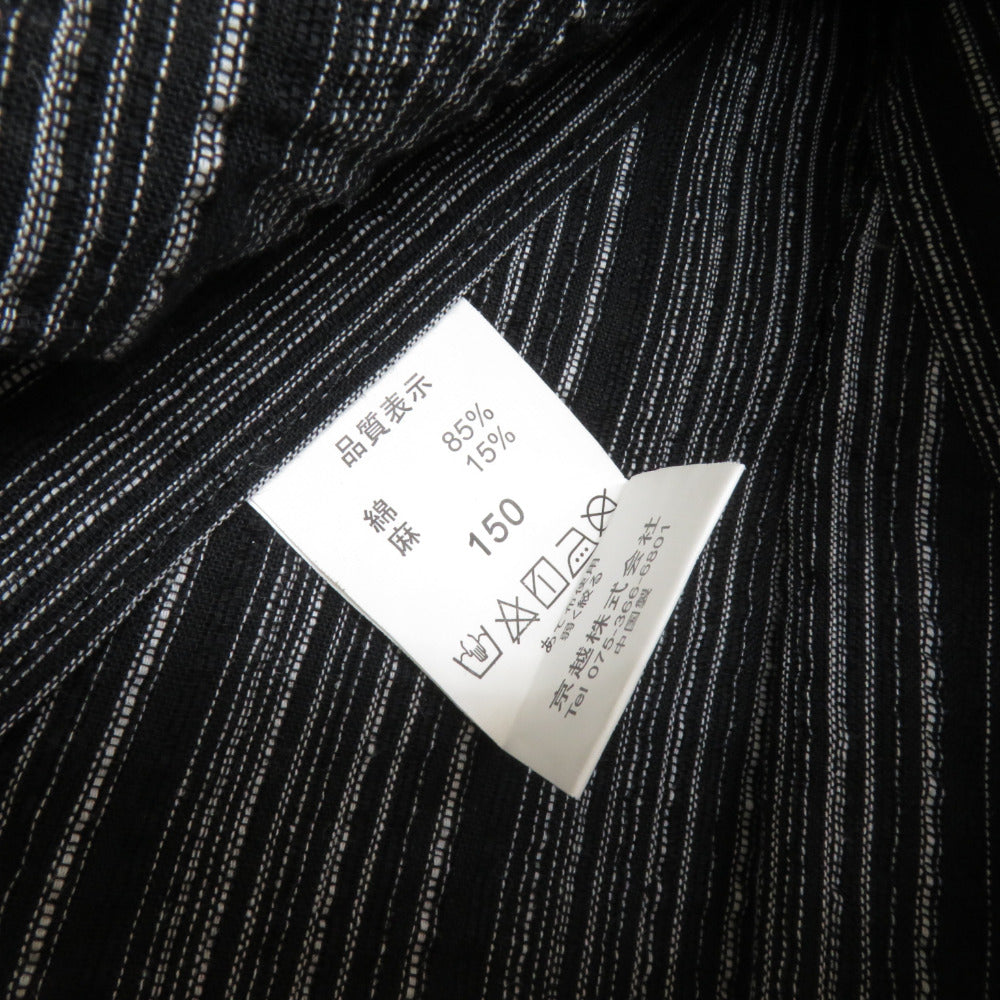 品質表示
綿 85%
麻 15%
150
あて布使用
弱く絞る
京越株式会社
Tel 075-366-6801
中国製